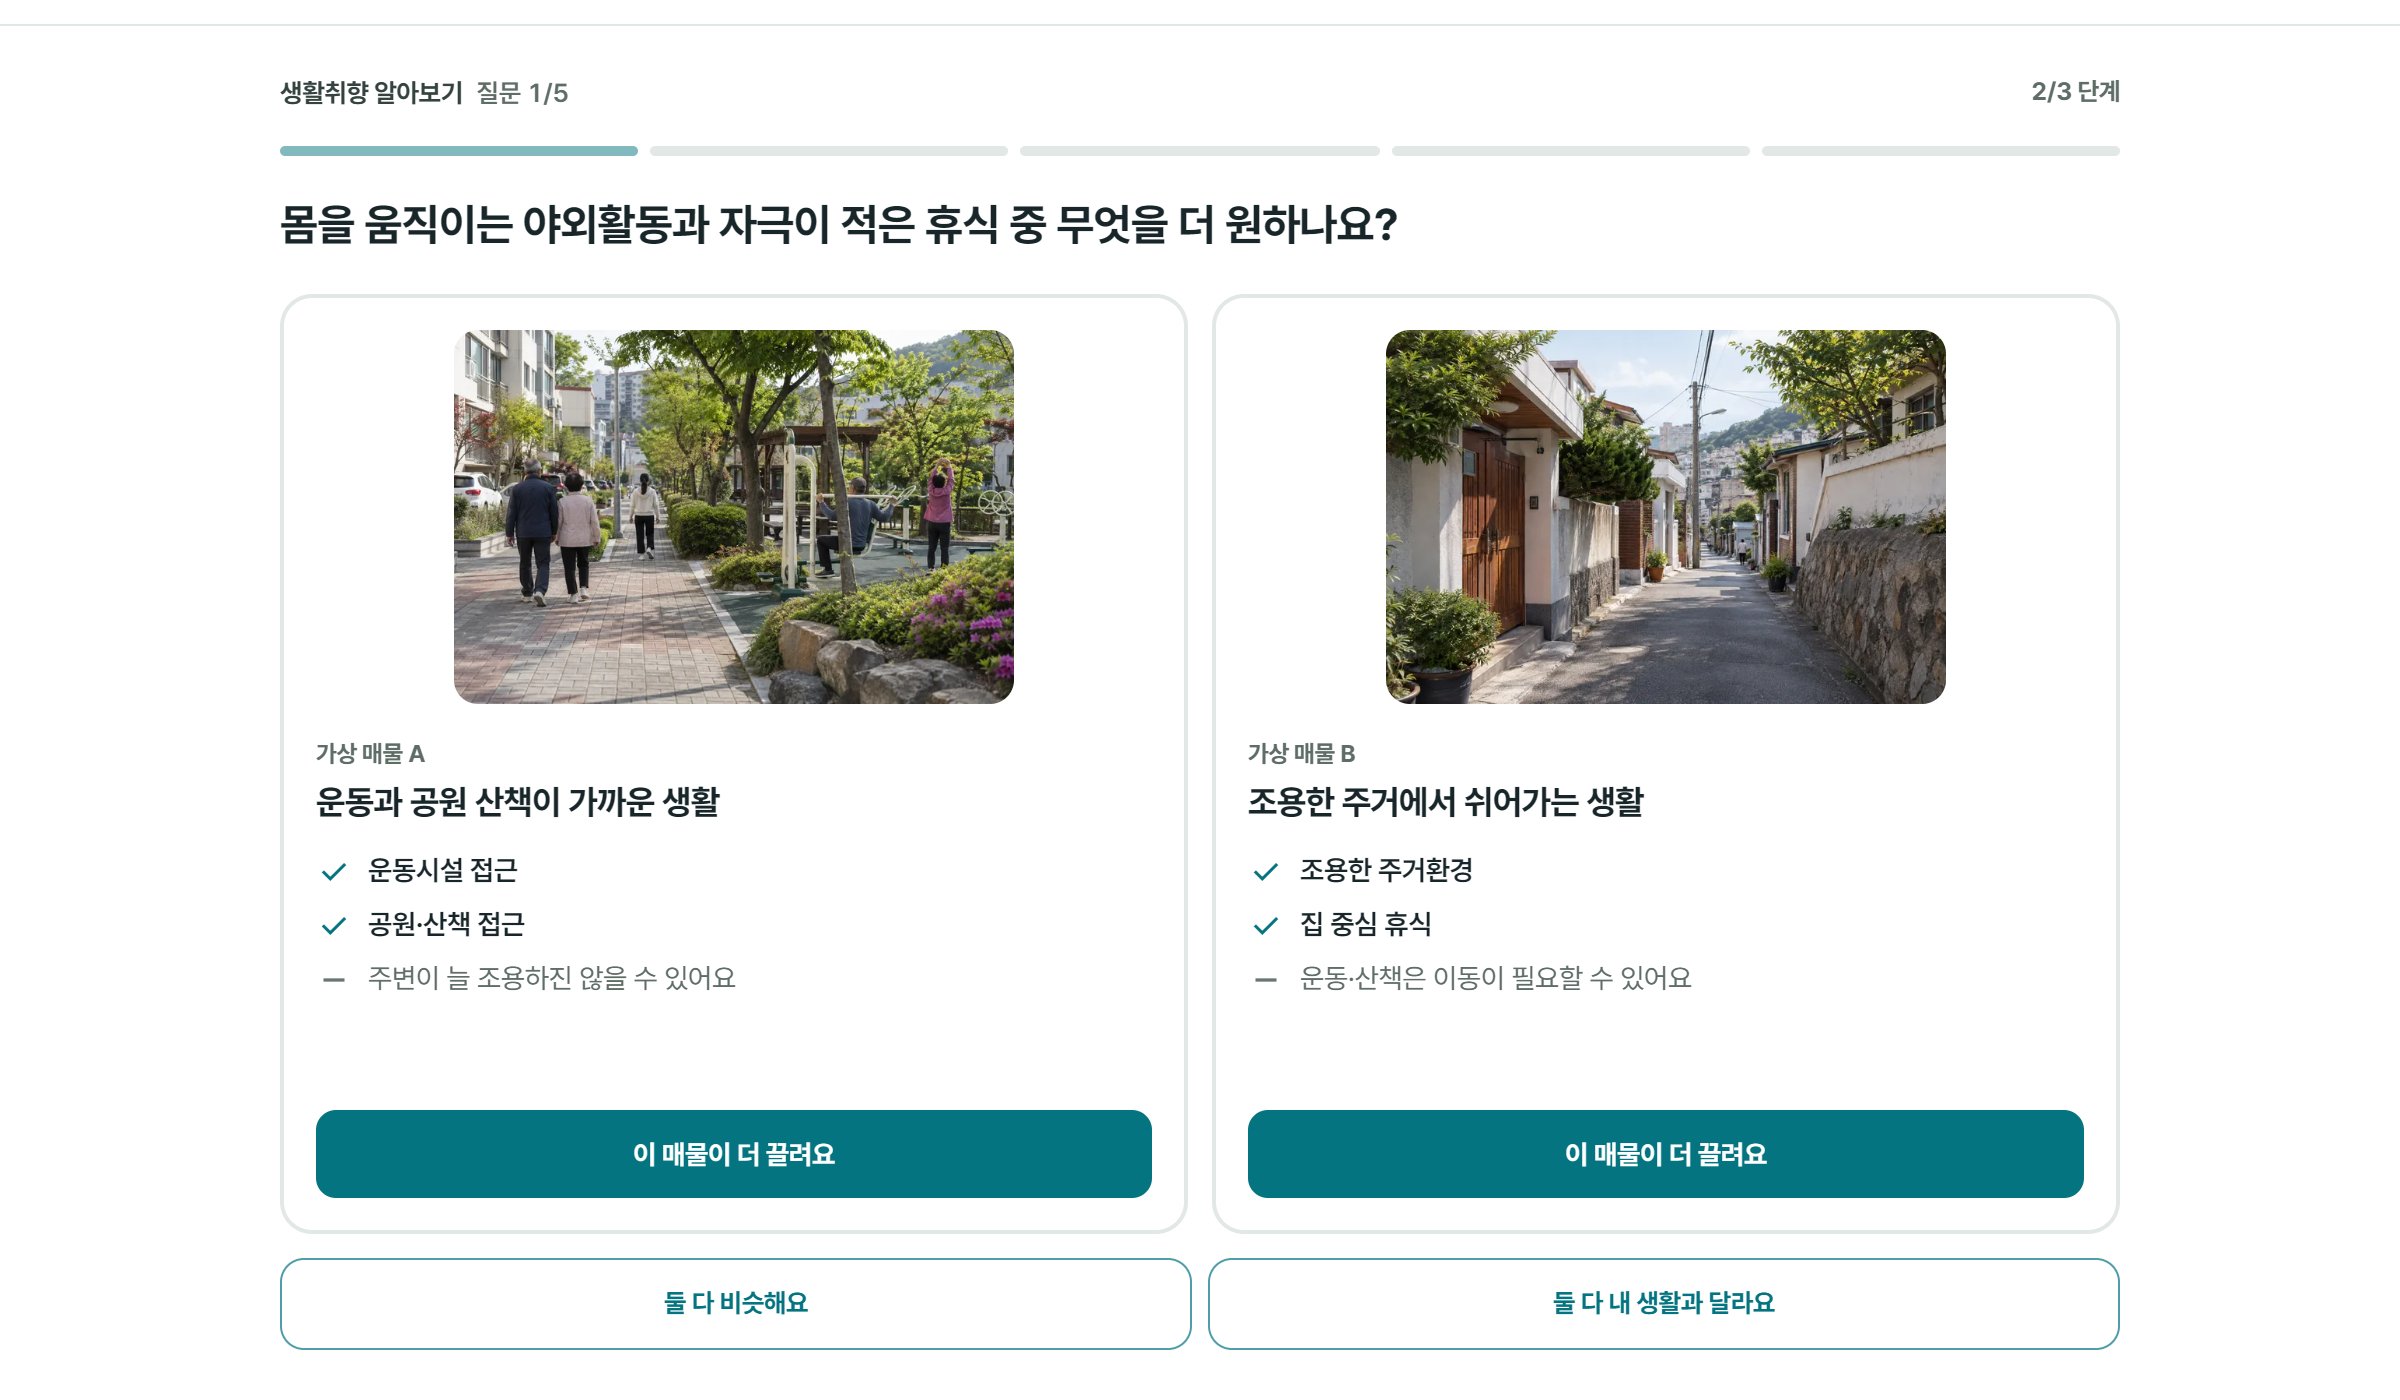 생활취향 알아보기 질문 1/5
2/3 단계
몸을 움직이는 야외활동과 자극이 적은 휴식 중 무엇을 더 원하나요?
가상 매물 A
운동과 공원 산책이 가까운 생활
운동시설 접근
공원·산책 접근
주변이 늘 조용하진 않을 수 있어요
이 매물이 더 끌려요
가상 매물 B
조용한 주거에서 쉬어가는 생활
조용한 주거환경
집 중심 휴식
운동·산책은 이동이 필요할 수 있어요
이 매물이 더 끌려요
둘 다 비슷해요
둘 다 내 생활과 달라요